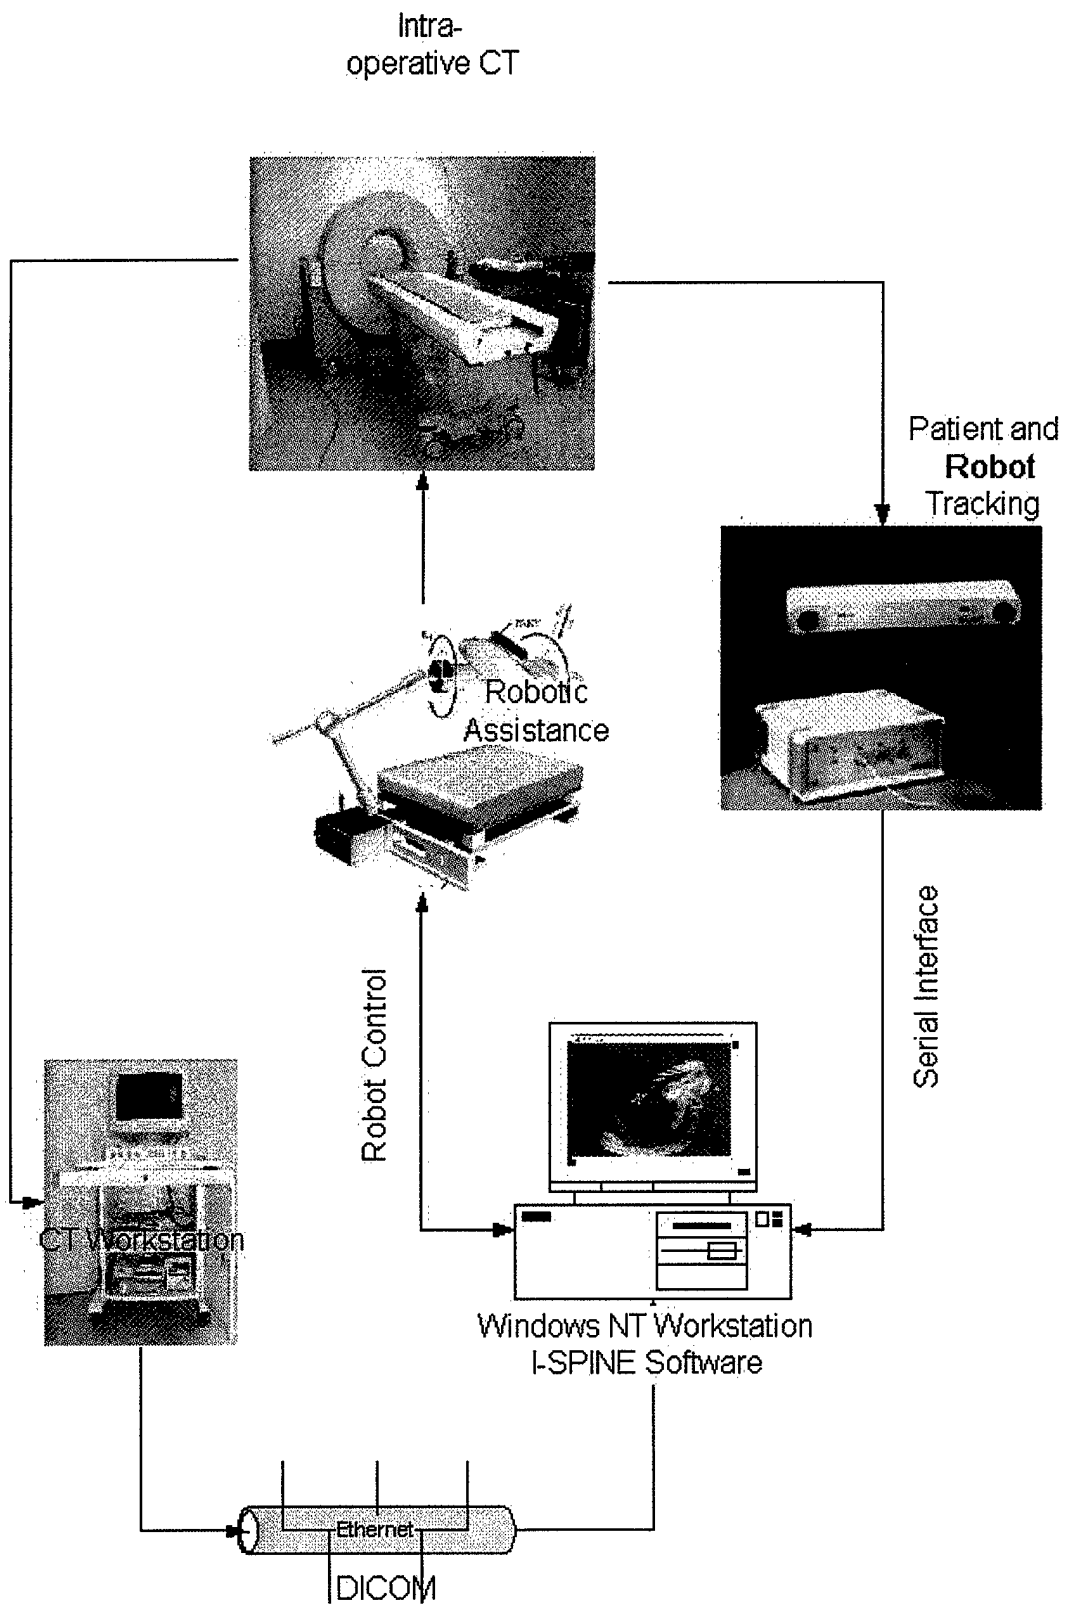 Intra-
operative CT
Patient and
Robot
Tracking
Robotic
Assistance
Serial Interface
Robot Control
CT Workstation
Windows NT Workstation
I-SPINE Software
Ethernet
DICOM